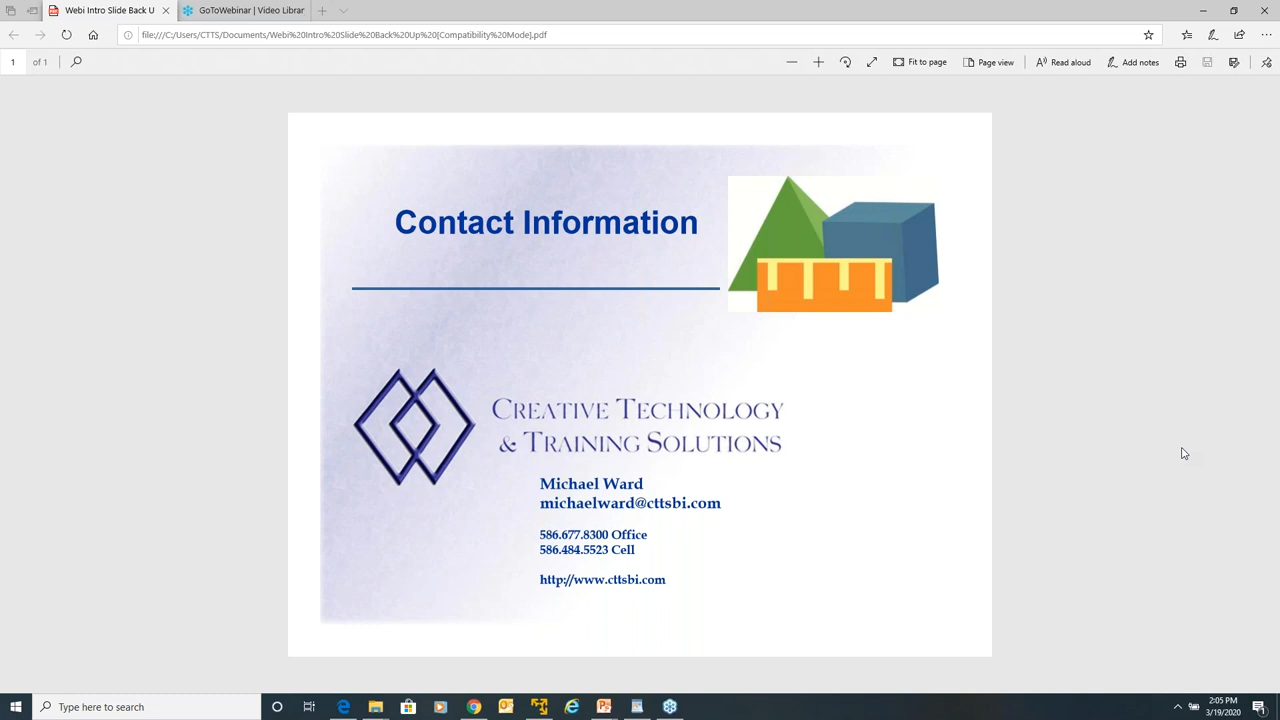 Webi Intro Slide Back U
GoToWebinar | Video Librar
file:///C:/Users/CTTS/Documents/Webi%20Intro%20Slide%20Back%20Up%20[Compatibility%20Mode].pdf
1 of 1
Fit to page
Page view
Read aloud
Add notes
Contact Information
CREATIVE TECHNOLOGY
& TRAINING SOLUTIONS
Michael Ward
michaelward@cttsbi.com
586.677.8300 Office
586.484.5523 Cell
http://www.cttsbi.com
Type here to search
2:05 PM
3/19/2020